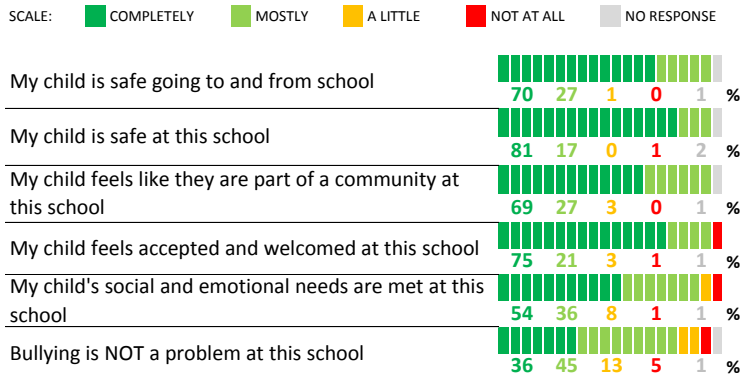 SCALE: COMPLETELY MOSTLY A LITTLE NOT AT ALL NO RESPONSE
My child is safe going to and from school
70 27 1 0 1 %
My child is safe at this school
81 17 0 1 2 %
My child feels like they are part of a community at
this school
69 27 3 0 1 %
My child feels accepted and welcomed at this school
75 21 3 1 1 %
My child's social and emotional needs are met at this
school
54 36 8 1 1 %
Bullying is NOT a problem at this school
36 45 13 5 1 %